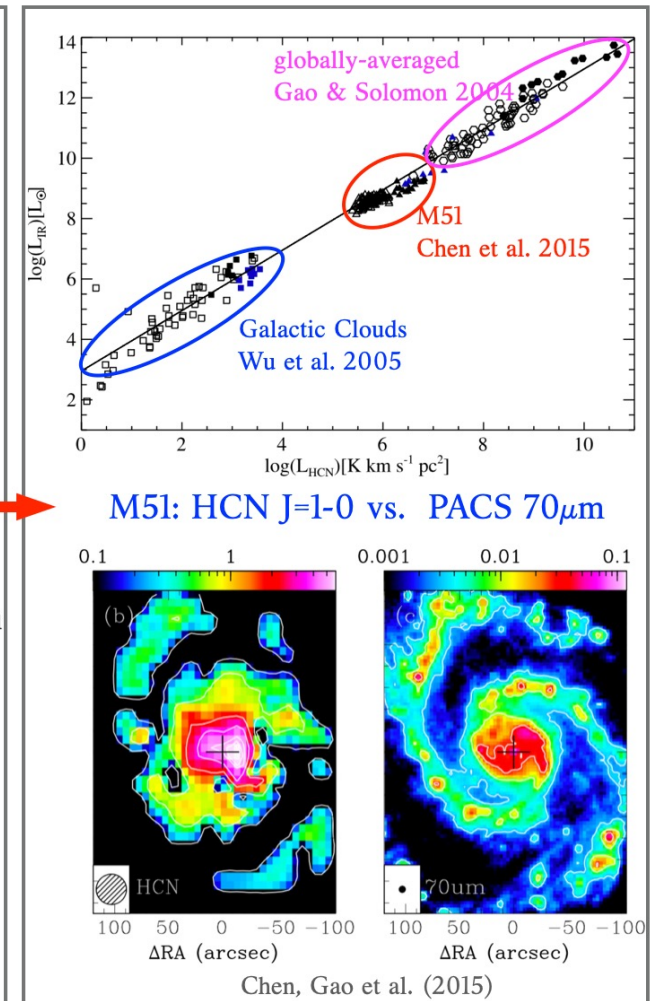 14
globally-averaged
Gao & Solomon 2004
12
10
log(L_IR)[L⊙]
8
M51
Chen et al. 2015
6
Galactic Clouds
Wu et al. 2005
4
2
0 2 4 6 8 10
log(L_HCN)[K km s⁻¹ pc²]
M51: HCN J=1-0 vs. PACS 70μm
0.1 1
0.001 0.01 0.1
(b)
(c
HCN
70um
100 50 0 −50 −100
100 50 0 −50 −100
ΔRA (arcsec)
ΔRA (arcsec)
Chen, Gao et al. (2015)